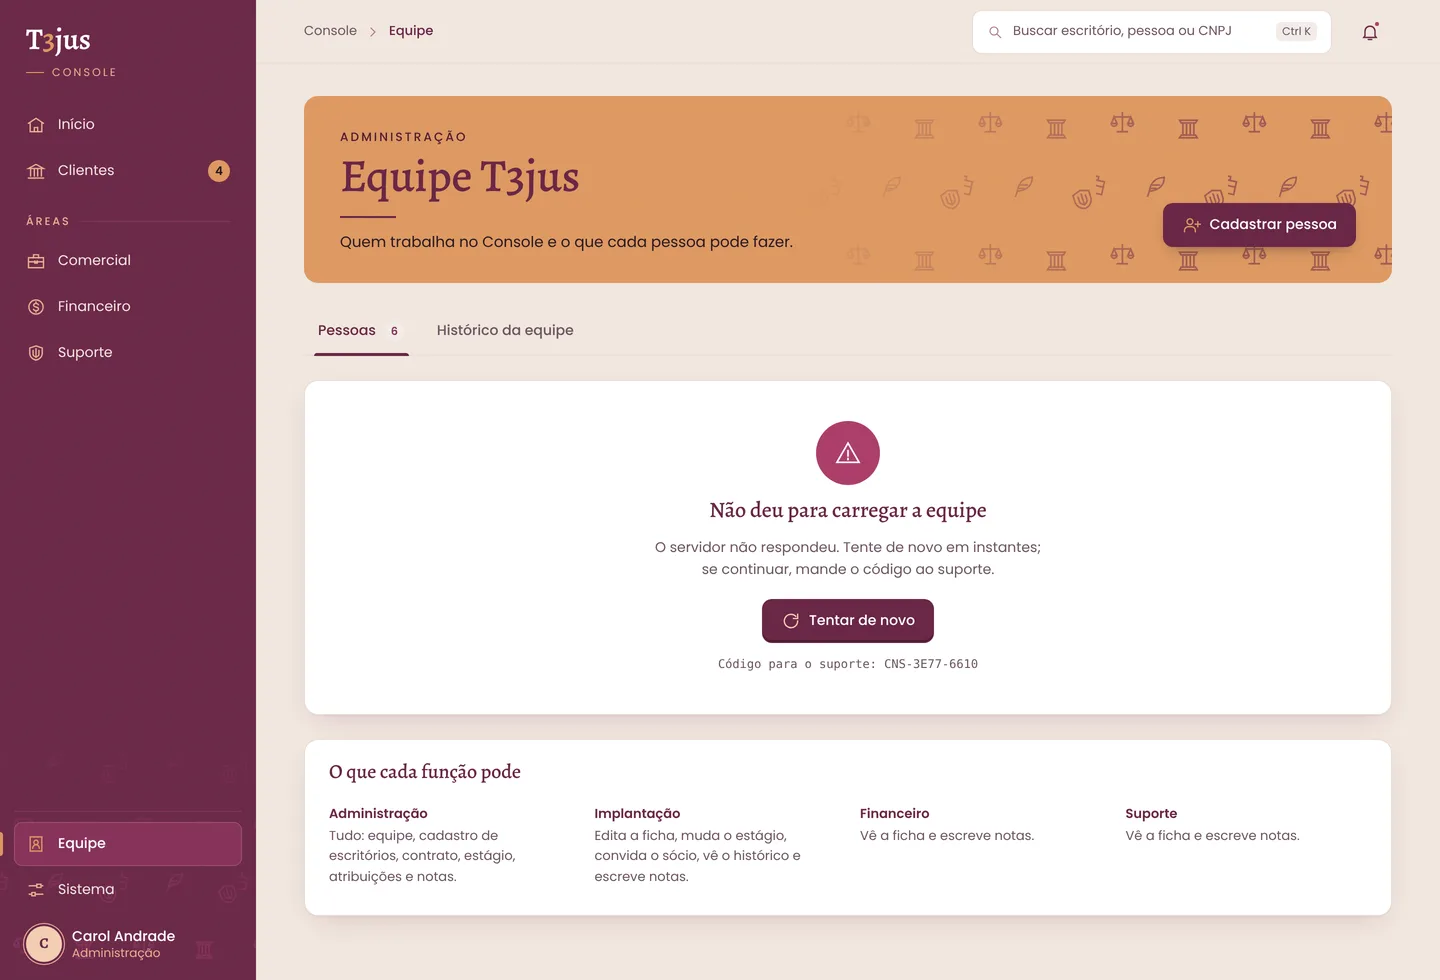 T3jus
CONSOLE
Início
Clientes
4
ÁREAS
Comercial
Financeiro
Suporte
Equipe
Sistema
C
Carol Andrade
Administração
Console
Equipe
Buscar escritório, pessoa ou CNPJ
Ctrl K
ADMINISTRAÇÃO
Equipe T3jus
Quem trabalha no Console e o que cada pessoa pode fazer.
Cadastrar pessoa
Pessoas 6
Histórico da equipe
Não deu para carregar a equipe
O servidor não respondeu. Tente de novo em instantes;
se continuar, mande o código ao suporte.
Tentar de novo
Código para o suporte: CNS-3E77-6610
O que cada função pode
Administração
Tudo: equipe, cadastro de
escritórios, contrato, estágio,
atribuições e notas.
Implantação
Edita a ficha, muda o estágio,
convida o sócio, vê o histórico e
escreve notas.
Financeiro
Vê a ficha e escreve notas.
Suporte
Vê a ficha e escreve notas.